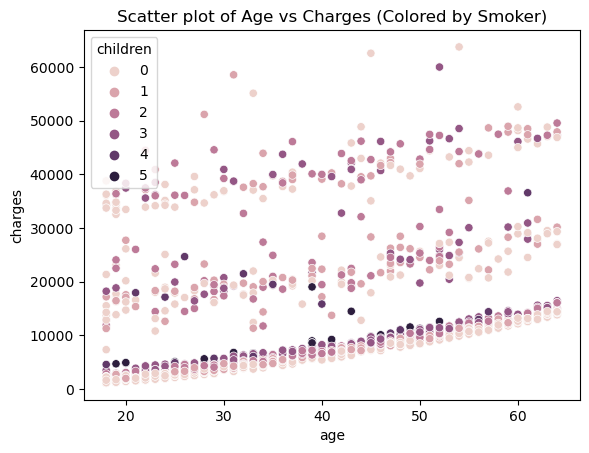 Scatter plot of Age vs Charges (Colored by Smoker)
children
0
1
2
3
4
5
60000
50000
40000
30000
20000
10000
0
charges
20 30 40 50 60
age